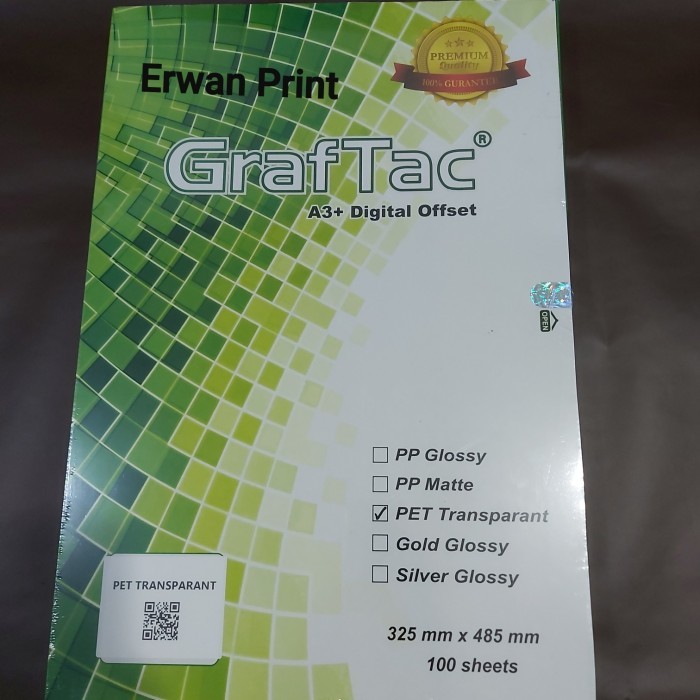 PREMIUM
Quality
100% GURANTEE
Erwan Print
GrafTac®
A3+ Digital Offset
OPEN
PP Glossy
PP Matte
PET Transparant
Gold Glossy
Silver Glossy
PET TRANSPARANT
325 mm x 485 mm
100 sheets